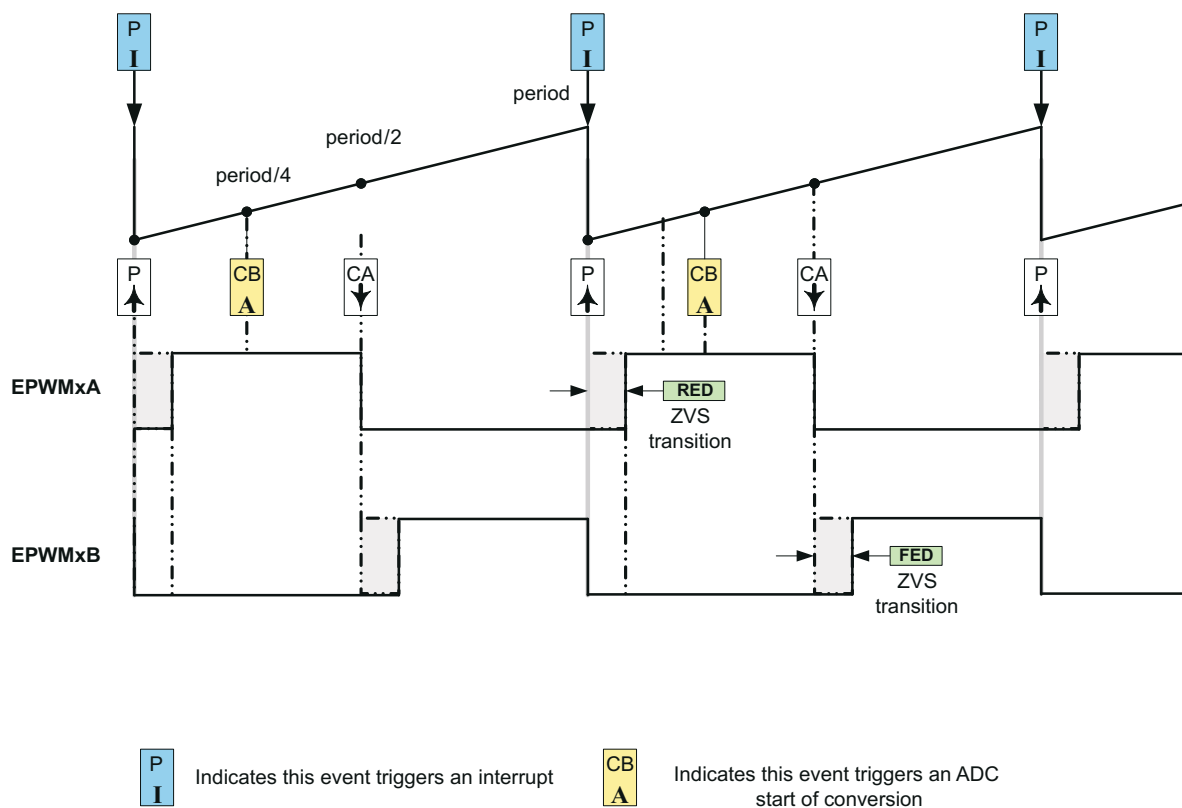 P
I
P
I
P
I
period
period/2
period/4
P
CB
A
CA
P
CB
A
CA
P
EPWMxA
RED
ZVS
transition
EPWMxB
FED
ZVS
transition
P
I
Indicates this event triggers an interrupt
CB
A
Indicates this event triggers an ADC
start of conversion